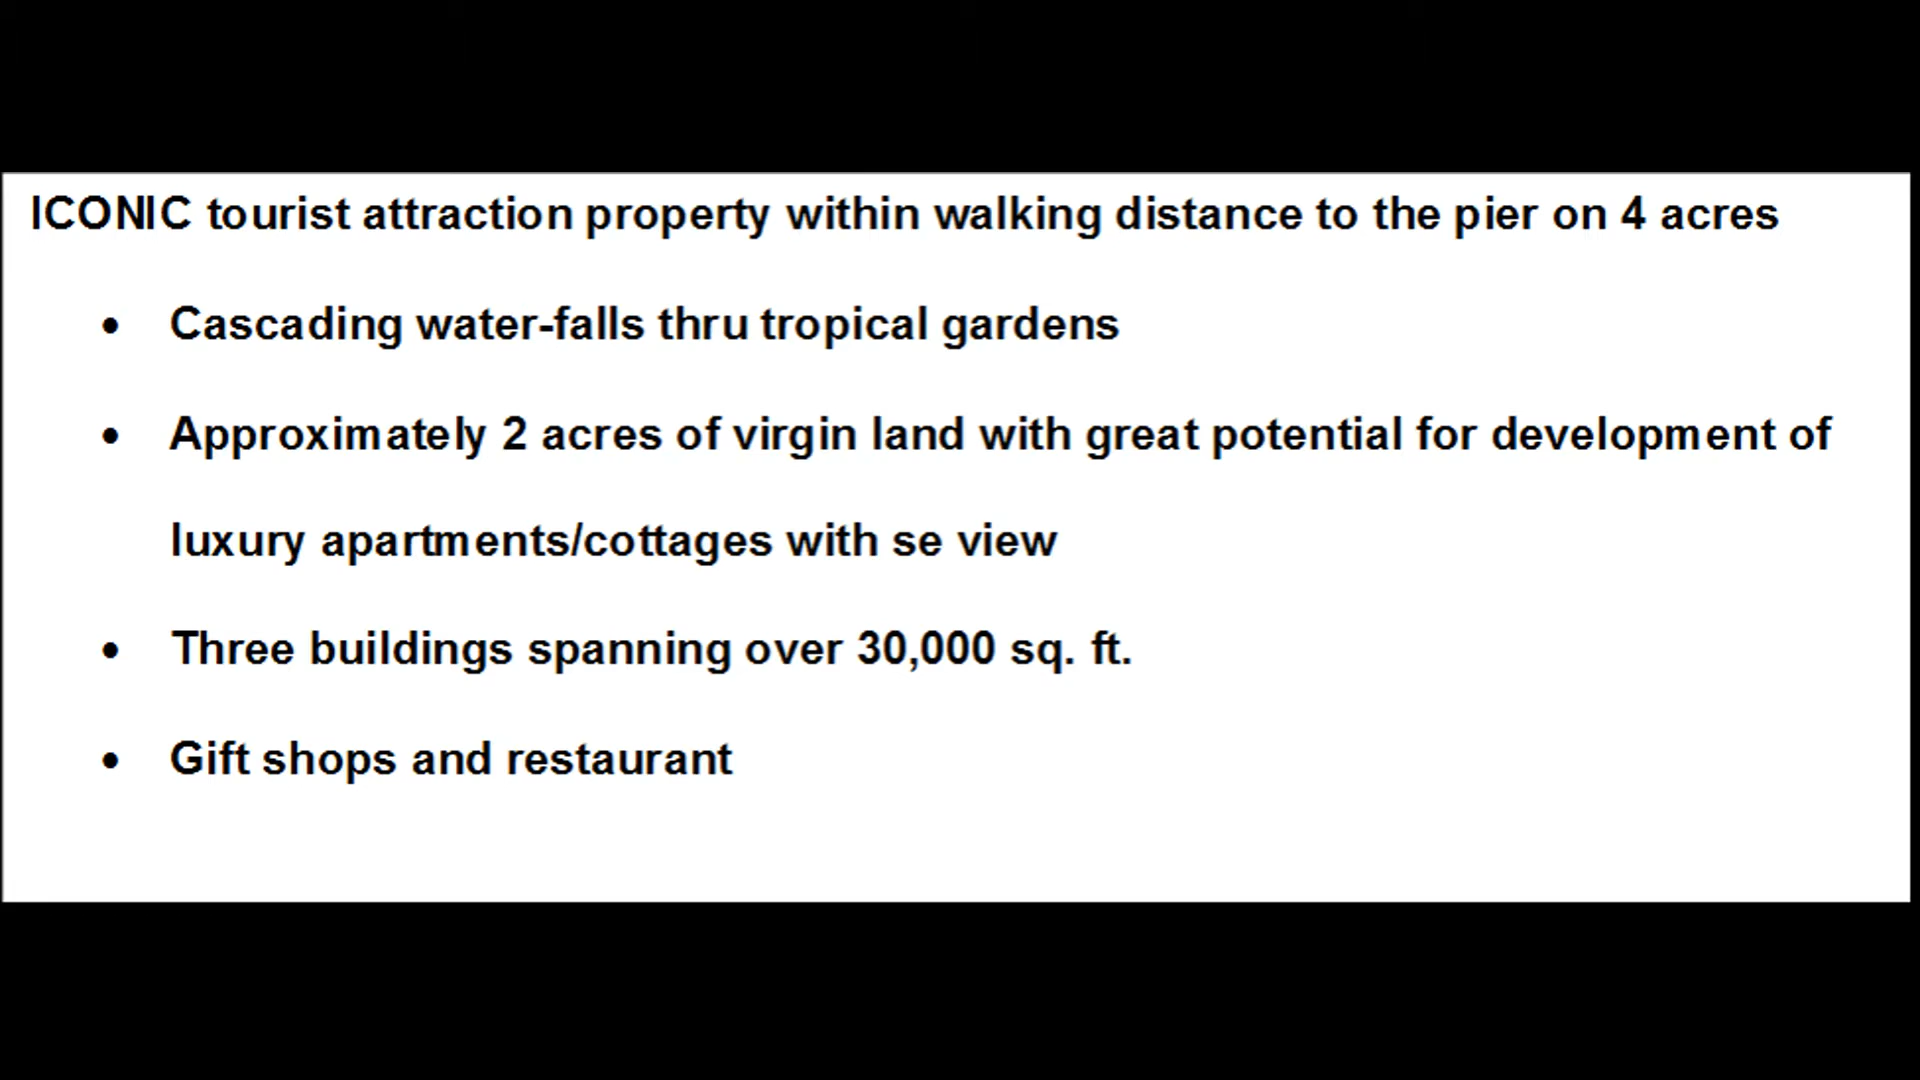 ICONIC tourist attraction property within walking distance to the pier on 4 acres
• Cascading water-falls thru tropical gardens
• Approximately 2 acres of virgin land with great potential for development of
luxury apartments/cottages with se view
• Three buildings spanning over 30,000 sq. ft.
• Gift shops and restaurant